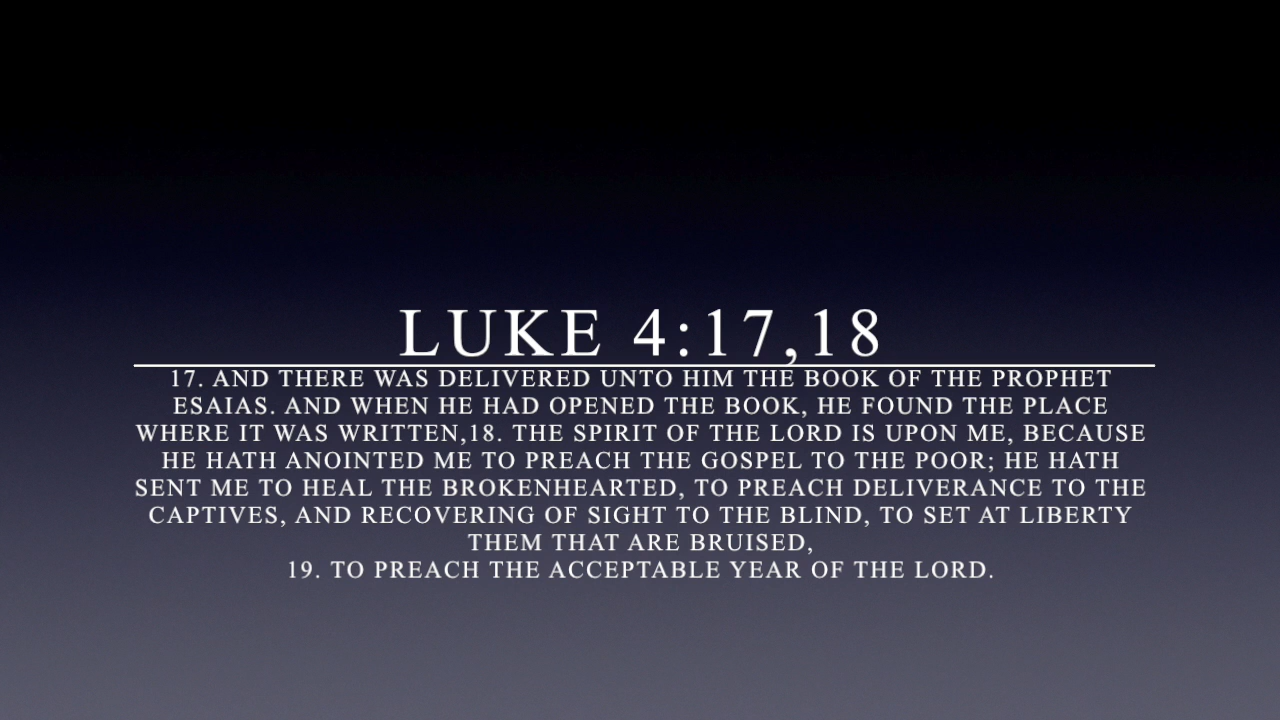 LUKE 4:17,18
17. AND THERE WAS DELIVERED UNTO HIM THE BOOK OF THE PROPHET
ESAIAS. AND WHEN HE HAD OPENED THE BOOK, HE FOUND THE PLACE
WHERE IT WAS WRITTEN,18. THE SPIRIT OF THE LORD IS UPON ME, BECAUSE
HE HATH ANOINTED ME TO PREACH THE GOSPEL TO THE POOR; HE HATH
SENT ME TO HEAL THE BROKENHEARTED, TO PREACH DELIVERANCE TO THE
CAPTIVES, AND RECOVERING OF SIGHT TO THE BLIND, TO SET AT LIBERTY
THEM THAT ARE BRUISED,
19. TO PREACH THE ACCEPTABLE YEAR OF THE LORD.